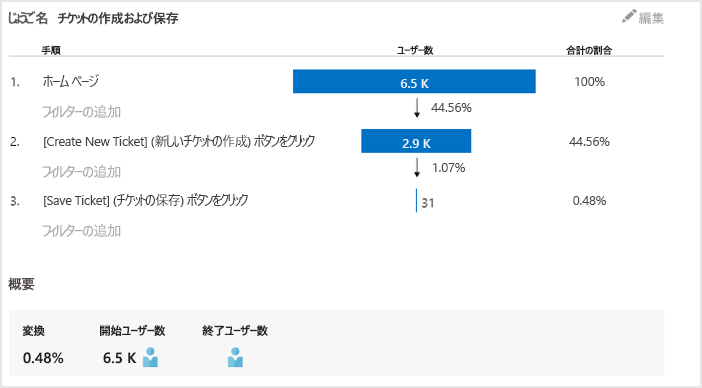 じょうご名 チケットの作成および保存 編集
手順 ユーザー数 合計の割合
1. ホーム ページ 6.5 K 100%
フィルターの追加 44.56%
2. [Create New Ticket] (新しいチケットの作成) ボタンをクリック 2.9 K 44.56%
フィルターの追加 1.07%
3. [Save Ticket] (チケットの保存) ボタンをクリック 31 0.48%
フィルターの追加
概要
変換 開始ユーザー数 終了ユーザー数
0.48% 6.5 K